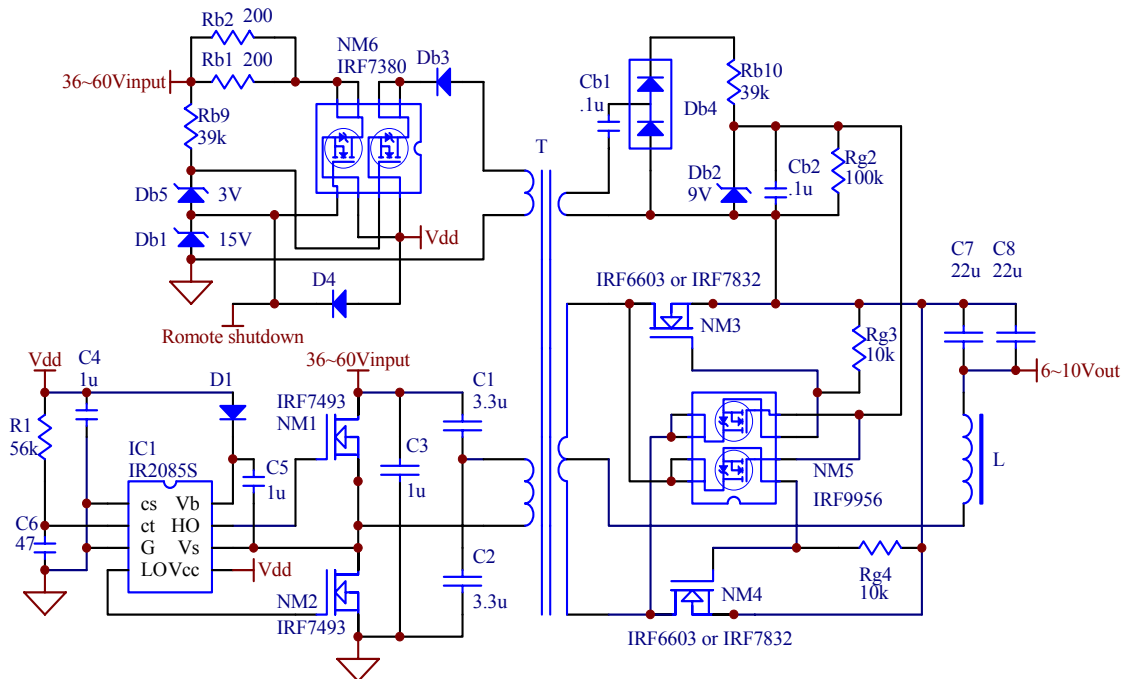 Rb2 200
NM6
IRF7380
Db3
Rb1 200
36~60Vinput
Rb9
39k
Db5 3V
Db1 15V
Vdd
D4
Romote shutdown
Cb1
.1u
Db4
Rb10
39k
T
Db2
9V
Cb2
.1u
Rg2
100k
C7
22u
C8
22u
IRF6603 or IRF7832
NM3
Rg3
10k
6~10Vout
NM5
IRF9956
L
Rg4
10k
NM4
IRF6603 or IRF7832
Vdd
C4
1u
D1
36~60Vinput
C1
3.3u
IRF7493
NM1
R1
56k
IC1
IR2085S
C5
1u
C3
1u
cs Vb
ct HO
G Vs
LO Vcc
C6
47
Vdd
C2
3.3u
NM2
IRF7493